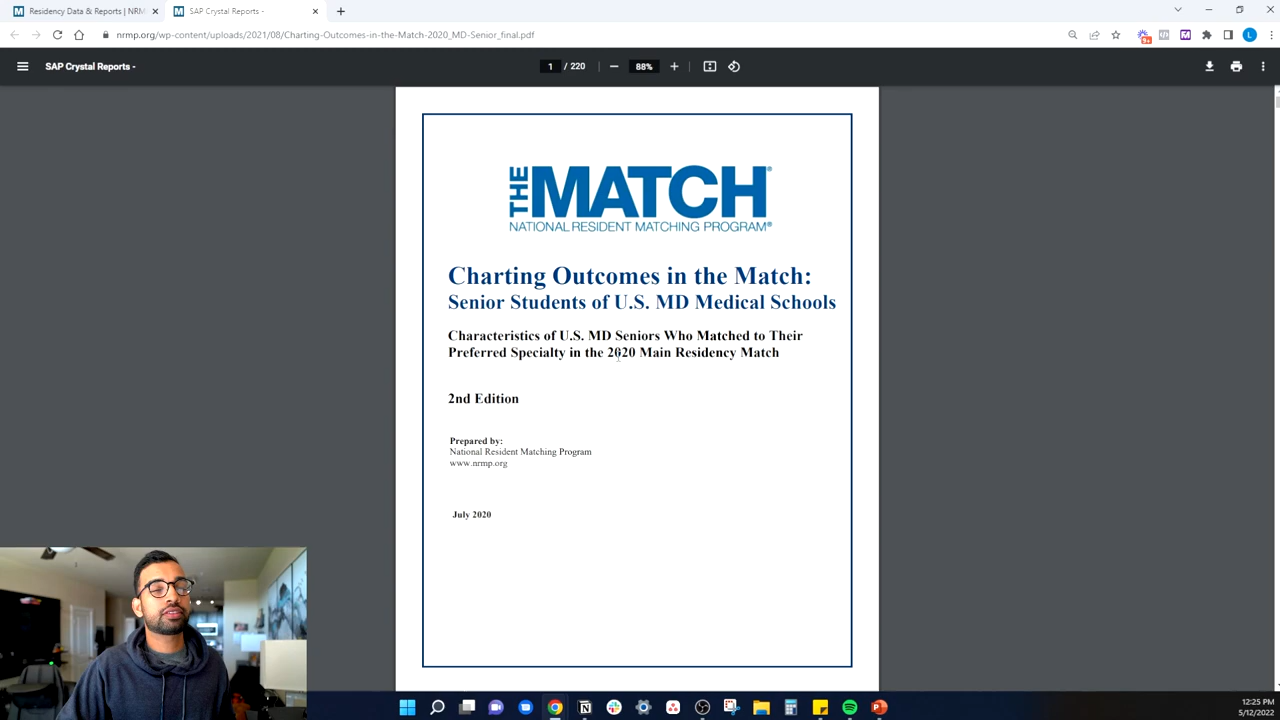 Residency Data & Reports | NRM
SAP Crystal Reports -
nrmp.org/wp-content/uploads/2021/08/Charting-Outcomes-in-the-Match-2020_MD-Senior_final.pdf
9+
L
SAP Crystal Reports -
1 / 220
88%
THE MATCH®
NATIONAL RESIDENT MATCHING PROGRAM®
Charting Outcomes in the Match:
Senior Students of U.S. MD Medical Schools
Characteristics of U.S. MD Seniors Who Matched to Their
Preferred Specialty in the 2020 Main Residency Match
2nd Edition
Prepared by:
National Resident Matching Program
www.nrmp.org
July 2020
12:25 PM
5/12/2022